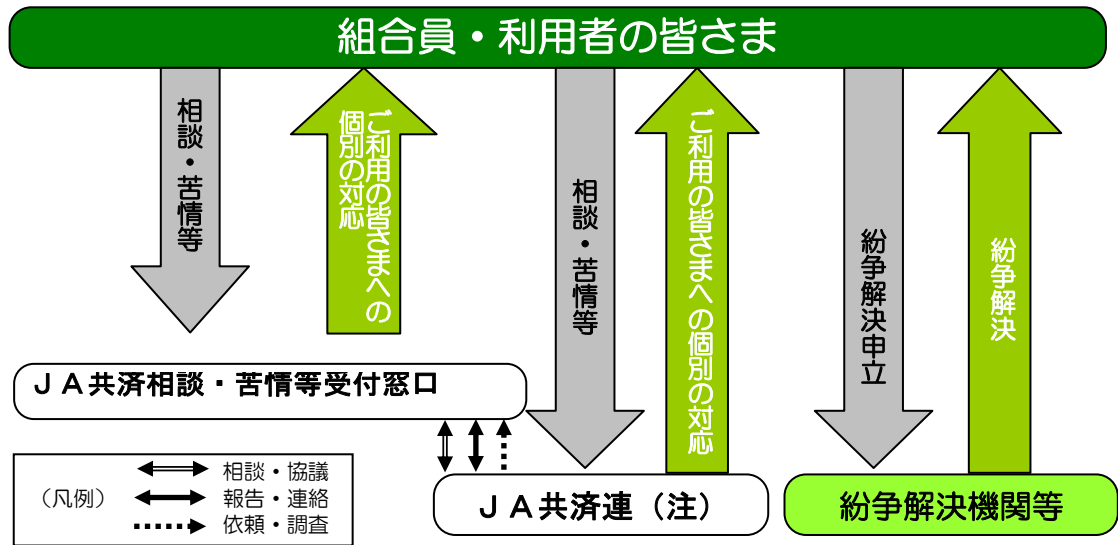 組合員・利用者の皆さま
相談・苦情等
ご利用の皆さまへの
個別の対応
相談・苦情等
ご利用の皆さまへの個別の対応
紛争解決申立
紛争解決
ＪＡ共済相談・苦情等受付窓口
（凡例）
相談・協議
報告・連絡
依頼・調査
ＪＡ共済連（注）
紛争解決機関等